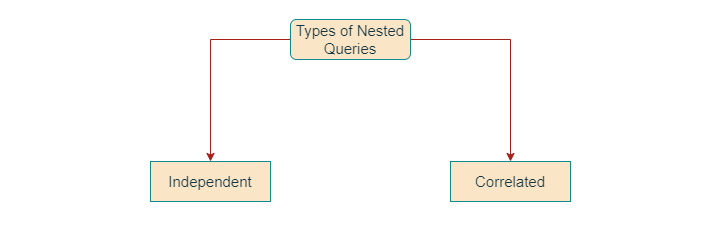 Types of Nested
Queries
Independent
Correlated